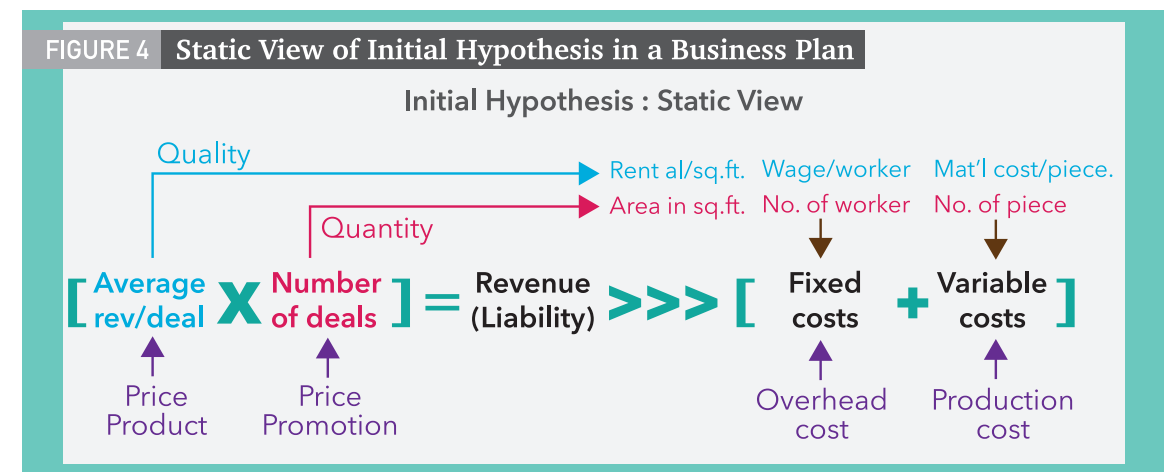 FIGURE 4 Static View of Initial Hypothesis in a Business Plan
Initial Hypothesis : Static View
Quality
Rent al/sq.ft. Wage/worker Mat'l cost/piece.
Area in sq.ft. No. of worker No. of piece
Quantity
[ Average rev/deal X Number of deals ] = Revenue (Liability) >>> [ Fixed costs + Variable costs ]
Price Product
Price Promotion
Overhead cost
Production cost